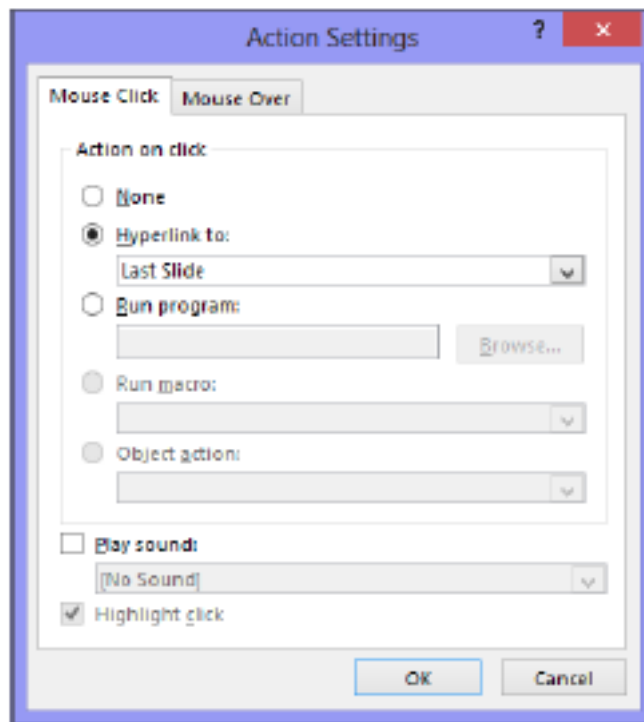 Action Settings ?
Mouse Click Mouse Over
Action on click
None
Hyperlink to:
Last Slide
Run program:
Browse...
Run macro:
Object action:
Play sound:
[No Sound]
Highlight click
OK Cancel